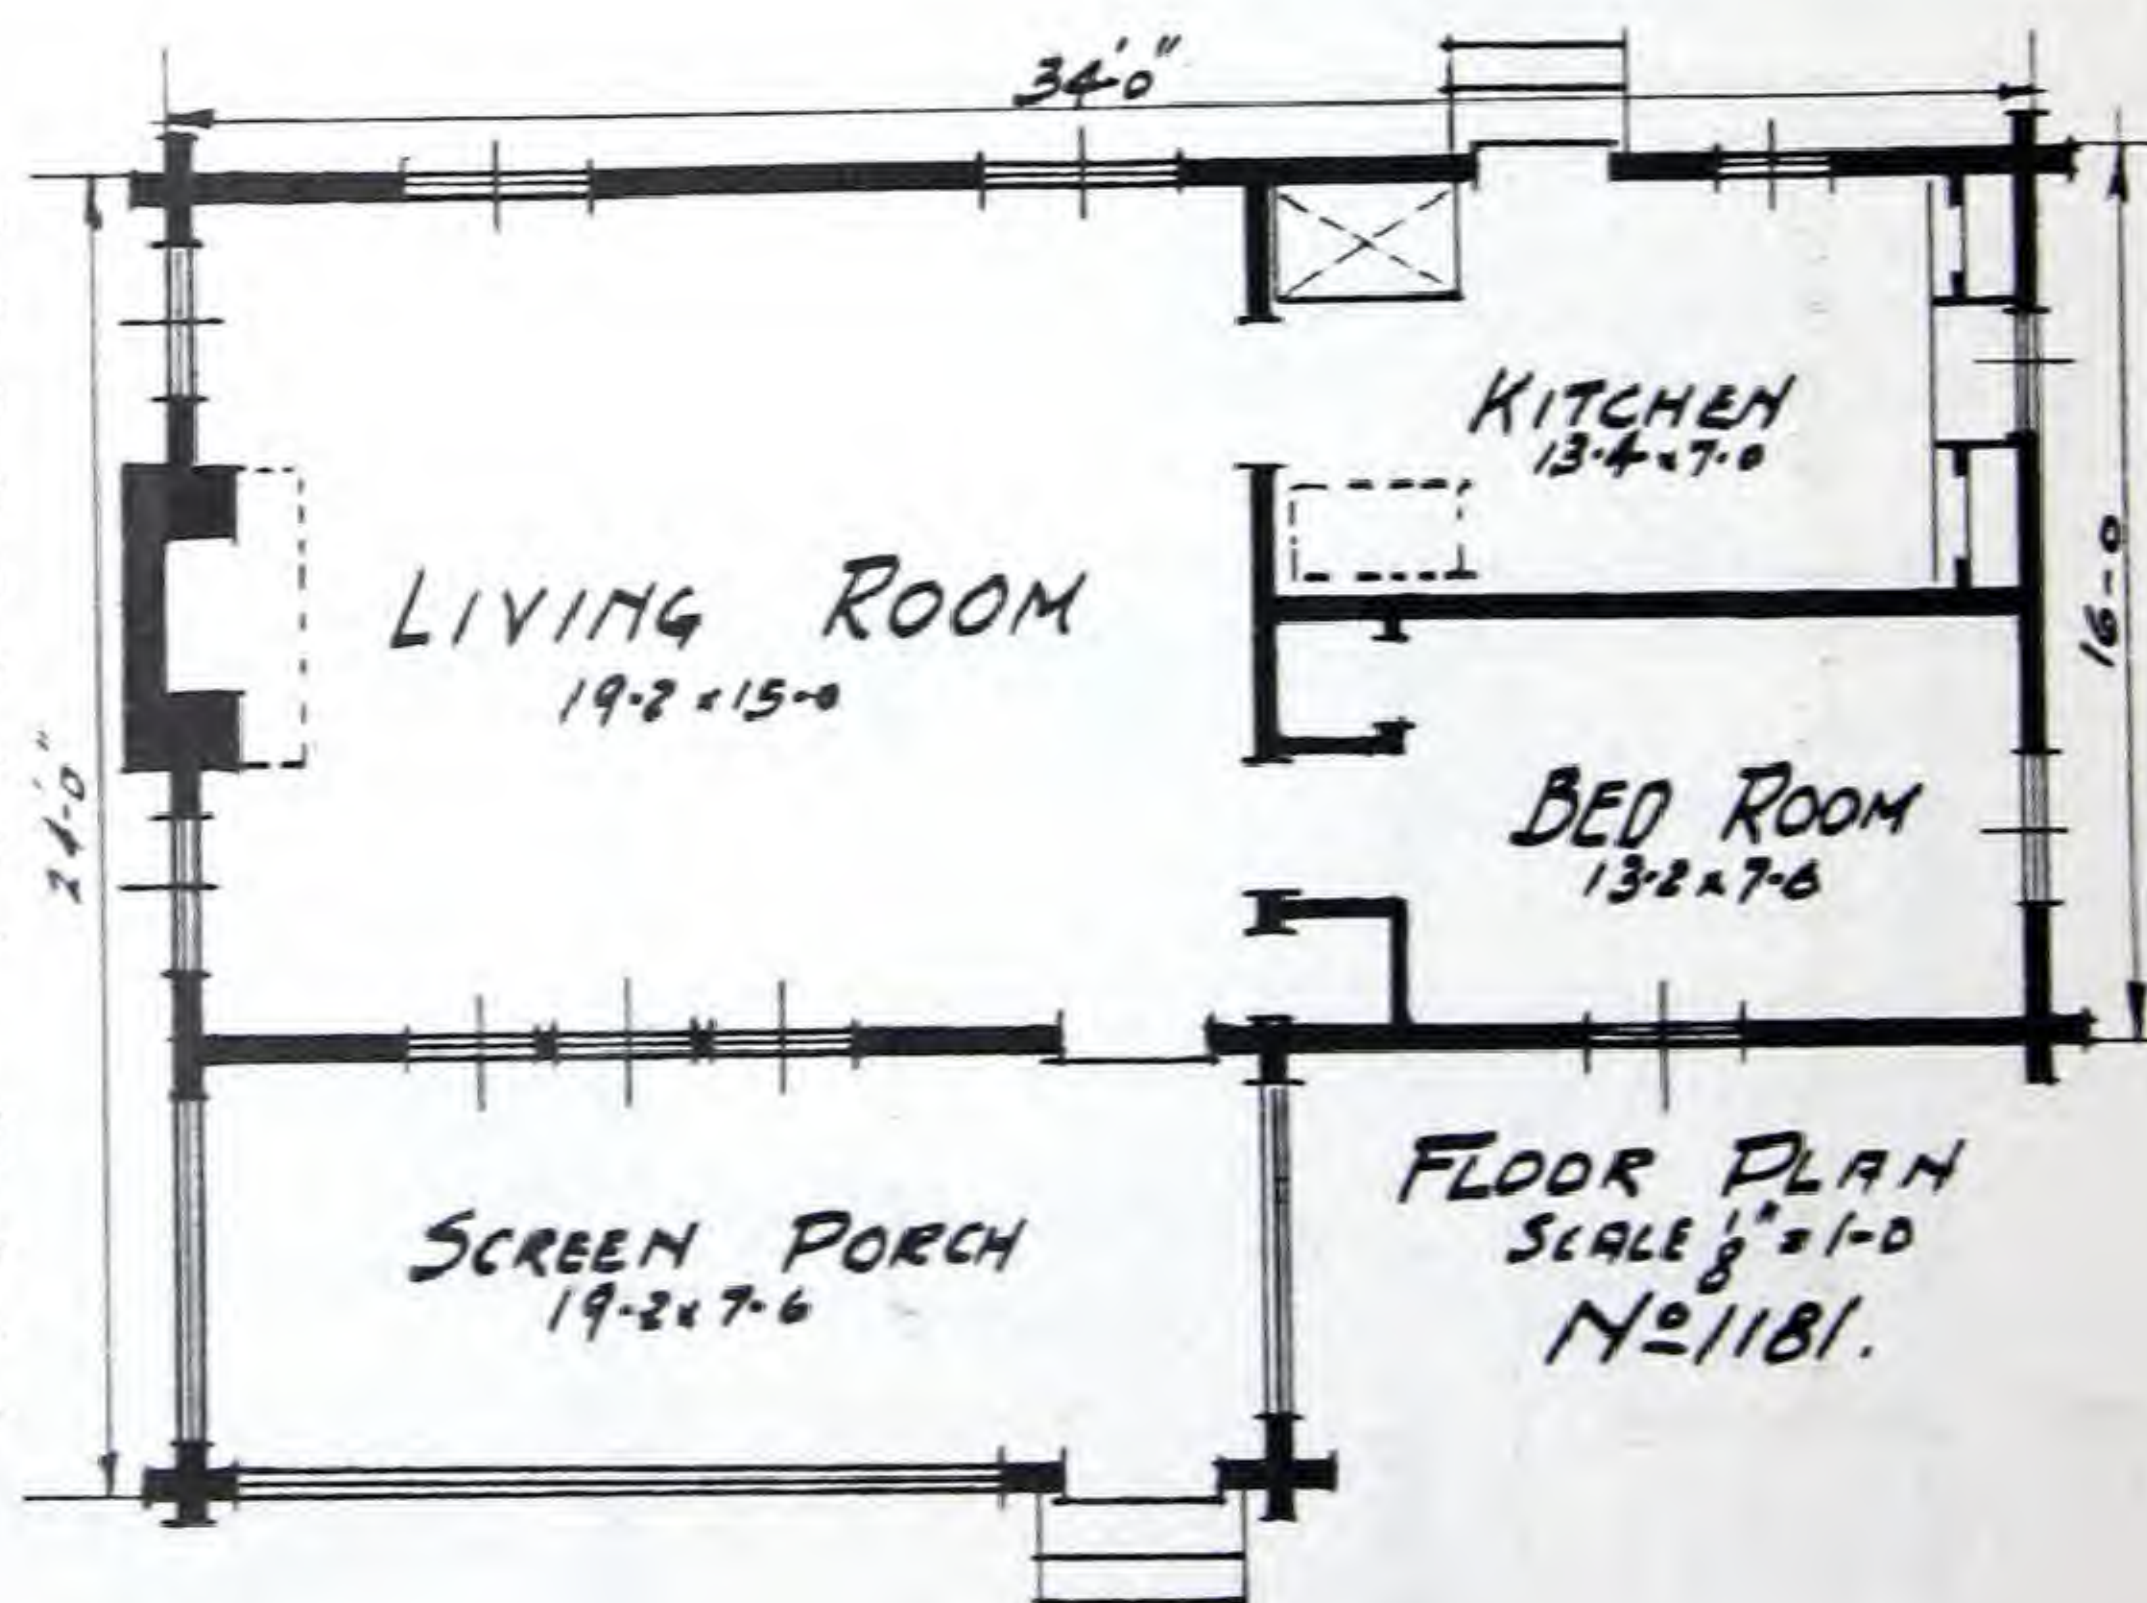 34'-0"
KITCHEN
13-4 x 7-0
16-0
LIVING ROOM
19-2 x 15-0
24'-0"
BED ROOM
13-2 x 7-6
FLOOR PLAN
SCALE 1/8" = 1-0
No 1181.
SCREEN PORCH
19-2 x 7-6